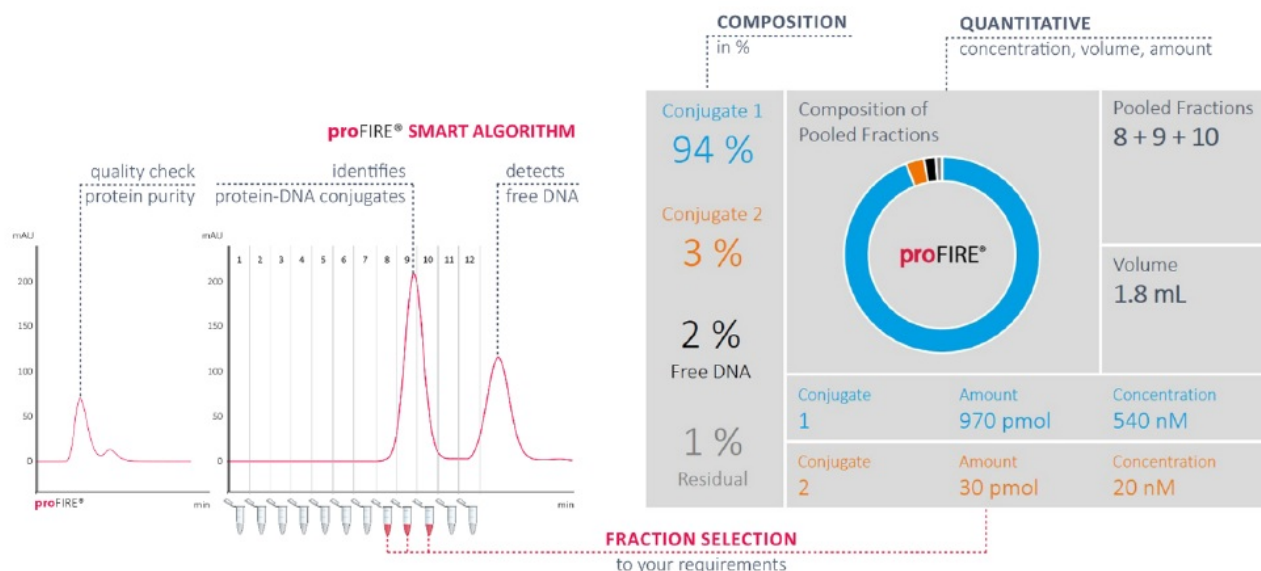 COMPOSITION
in %
QUANTITATIVE
concentration, volume, amount
proFIRE® SMART ALGORITHM
quality check
protein purity
identifies
protein-DNA conjugates
detects
free DNA
mAU
200
150
100
50
0
proFIRE®
min
mAU
1 2 3 4 5 6 7 8 9 10 11 12
200
150
100
50
0
min
Conjugate 1
94 %
Conjugate 2
3 %
2 %
Free DNA
1 %
Residual
Composition of
Pooled Fractions
proFIRE®
Pooled Fractions
8 + 9 + 10
Volume
1.8 mL
Conjugate Amount Concentration
1 970 pmol 540 nM
Conjugate Amount Concentration
2 30 pmol 20 nM
FRACTION SELECTION
to your requirements